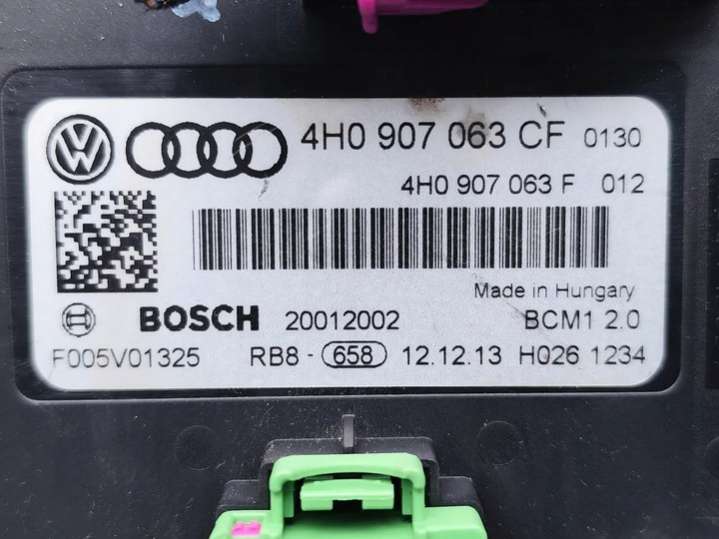 4H0 907 063 CF 0130
4H0 907 063 F 012
Made in Hungary
BOSCH 20012002 BCM1 2.0
F005V01325 RB8- 658 12.12.13 H026 1234